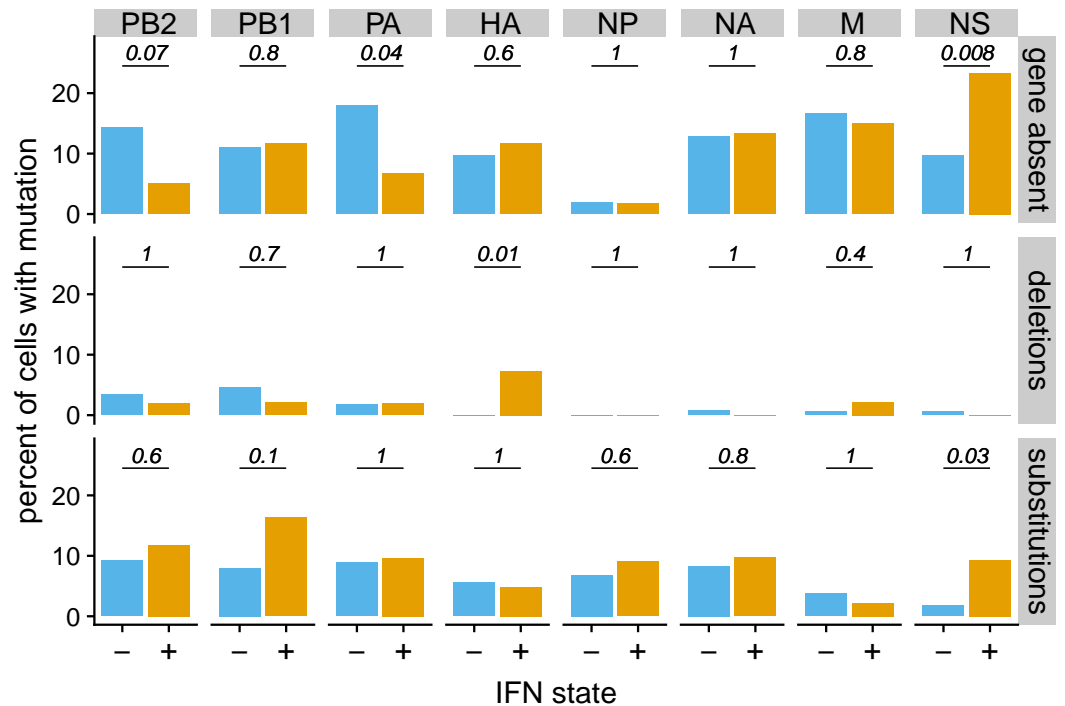 PB2 PB1 PA HA NP NA M NS
0.07 0.8 0.04 0.6 1 1 0.8 0.008
gene absent
20
10
0
1 0.7 1 0.01 1 1 0.4 1
deletions
20
10
0
0.6 0.1 1 1 0.6 0.8 1 0.03
substitutions
20
10
0
percent of cells with mutation
– + – + – + – + – + – + – + – +
IFN state